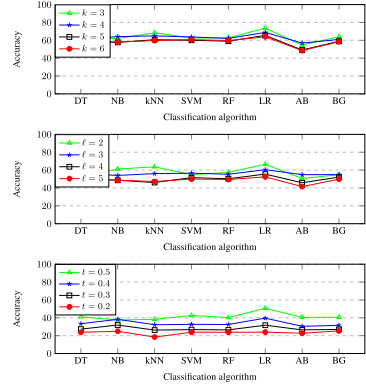 100
80
60
40
20
0
Accuracy
k = 3
k = 4
k = 5
k = 6
DT NB kNN SVM RF LR AB BG
Classification algorithm
100
80
60
40
20
0
Accuracy
ℓ = 2
ℓ = 3
ℓ = 4
ℓ = 5
DT NB kNN SVM RF LR AB BG
Classification algorithm
100
80
60
40
20
0
Accuracy
t = 0.5
t = 0.4
t = 0.3
t = 0.2
DT NB kNN SVM RF LR AB BG
Classification algorithm